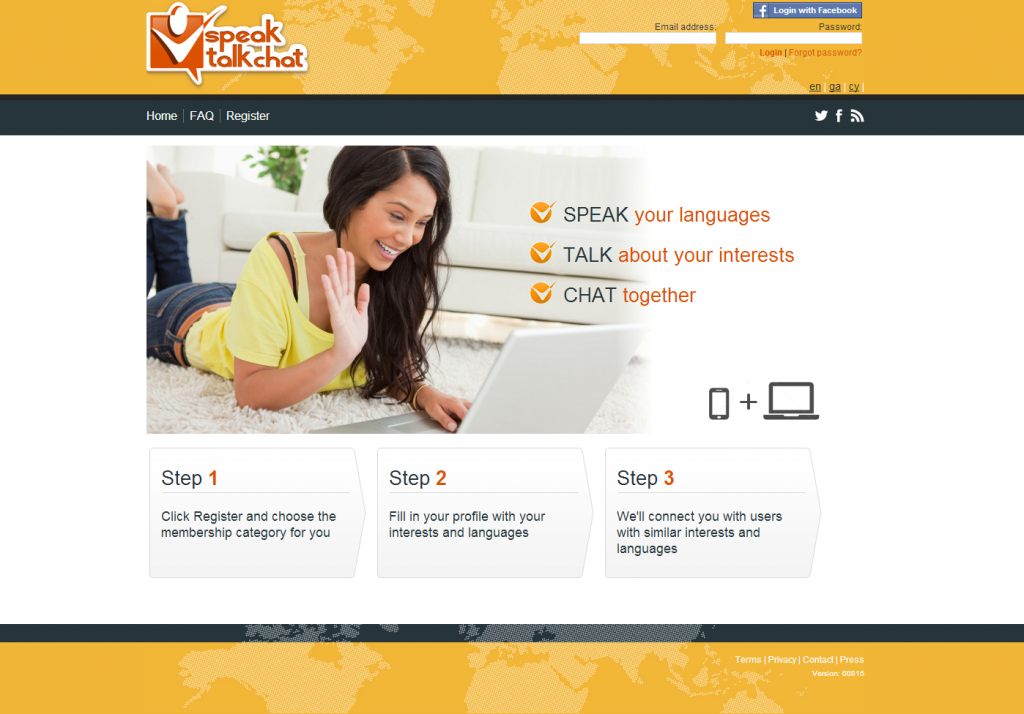 speak
talkchat
Login with Facebook
Email address:
Password:
Login | Forgot password?
en | ga | cy |
Home | FAQ | Register
SPEAK your languages
TALK about your interests
CHAT together
Step 1
Click Register and choose the
membership category for you
Step 2
Fill in your profile with your
interests and languages
Step 3
We'll connect you with users
with similar interests and
languages
Terms | Privacy | Contact | Press
Version: 00015